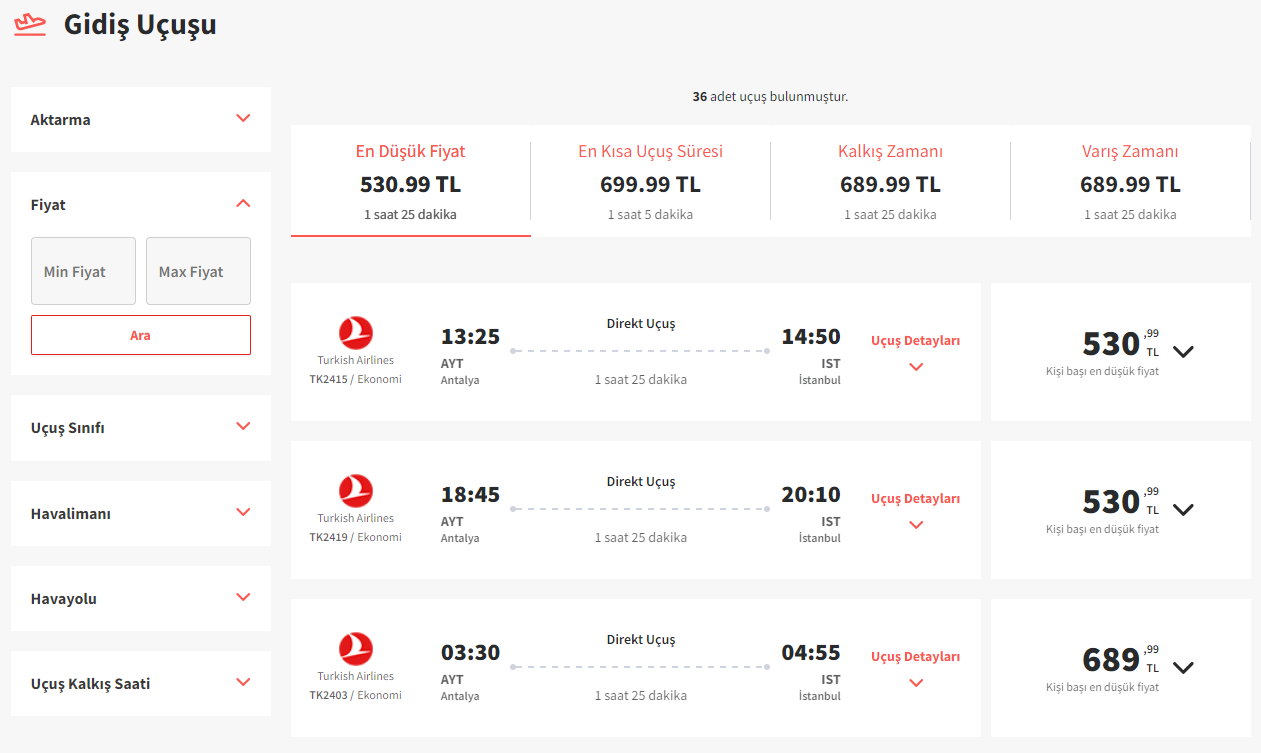 Gidiş Uçuşu
Aktarma
Fiyat
Min Fiyat
Max Fiyat
Ara
Uçuş Sınıfı
Havalimanı
Havayolu
Uçuş Kalkış Saati
36 adet uçuş bulunmuştur.
En Düşük Fiyat
530.99 TL
1 saat 25 dakika
En Kısa Uçuş Süresi
699.99 TL
1 saat 5 dakika
Kalkış Zamanı
689.99 TL
1 saat 25 dakika
Varış Zamanı
689.99 TL
1 saat 25 dakika
Turkish Airlines
TK2415 / Ekonomi
13:25
AYT
Antalya
Direkt Uçuş
1 saat 25 dakika
14:50
IST
İstanbul
Uçuş Detayları
530,99 TL
Kişi başı en düşük fiyat
Turkish Airlines
TK2419 / Ekonomi
18:45
AYT
Antalya
Direkt Uçuş
1 saat 25 dakika
20:10
IST
İstanbul
Uçuş Detayları
530,99 TL
Kişi başı en düşük fiyat
Turkish Airlines
TK2403 / Ekonomi
03:30
AYT
Antalya
Direkt Uçuş
1 saat 25 dakika
04:55
IST
İstanbul
Uçuş Detayları
689,99 TL
Kişi başı en düşük fiyat